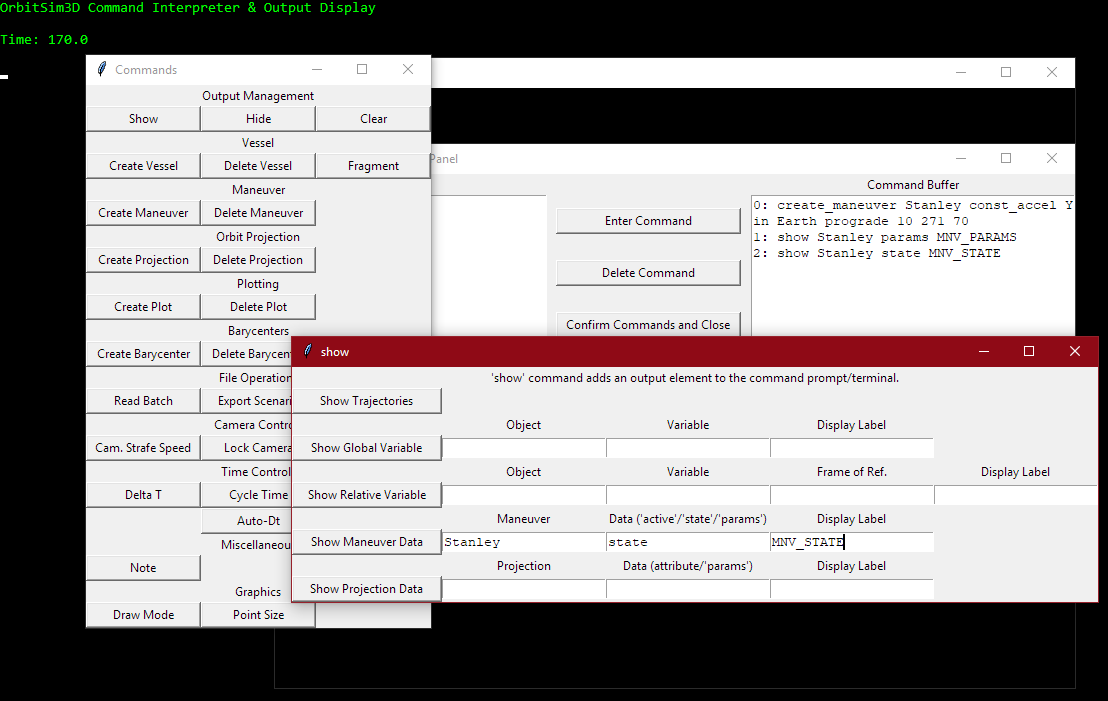 OrbitSim3D Command Interpreter & Output Display
Time: 170.0
Commands
Output Management
Show Hide Clear
Vessel
Create Vessel Delete Vessel Fragment
Maneuver
Create Maneuver Delete Maneuver
Orbit Projection
Create Projection Delete Projection
Plotting
Create Plot Delete Plot
Barycenters
Create Barycenter Delete Barycen
File Operation
Read Batch Export Scenari
Camera Contro
Cam. Strafe Speed Lock Camera
Time Control
Delta T Cycle Time
Auto-Dt
Miscellaneou
Note
Graphics
Draw Mode Point Size
Panel
Command Buffer
Enter Command
Delete Command
Confirm Commands and Close
0: create_maneuver Stanley const_accel Y
in Earth prograde 10 271 70
1: show Stanley params MNV_PARAMS
2: show Stanley state MNV_STATE
show
'show' command adds an output element to the command prompt/terminal.
Show Trajectories
Object Variable Display Label
Show Global Variable
Object Variable Frame of Ref. Display Label
Show Relative Variable
Maneuver Data ('active'/'state'/'params') Display Label
Show Maneuver Data Stanley state MNV_STATE
Projection Data (attribute/'params') Display Label
Show Projection Data